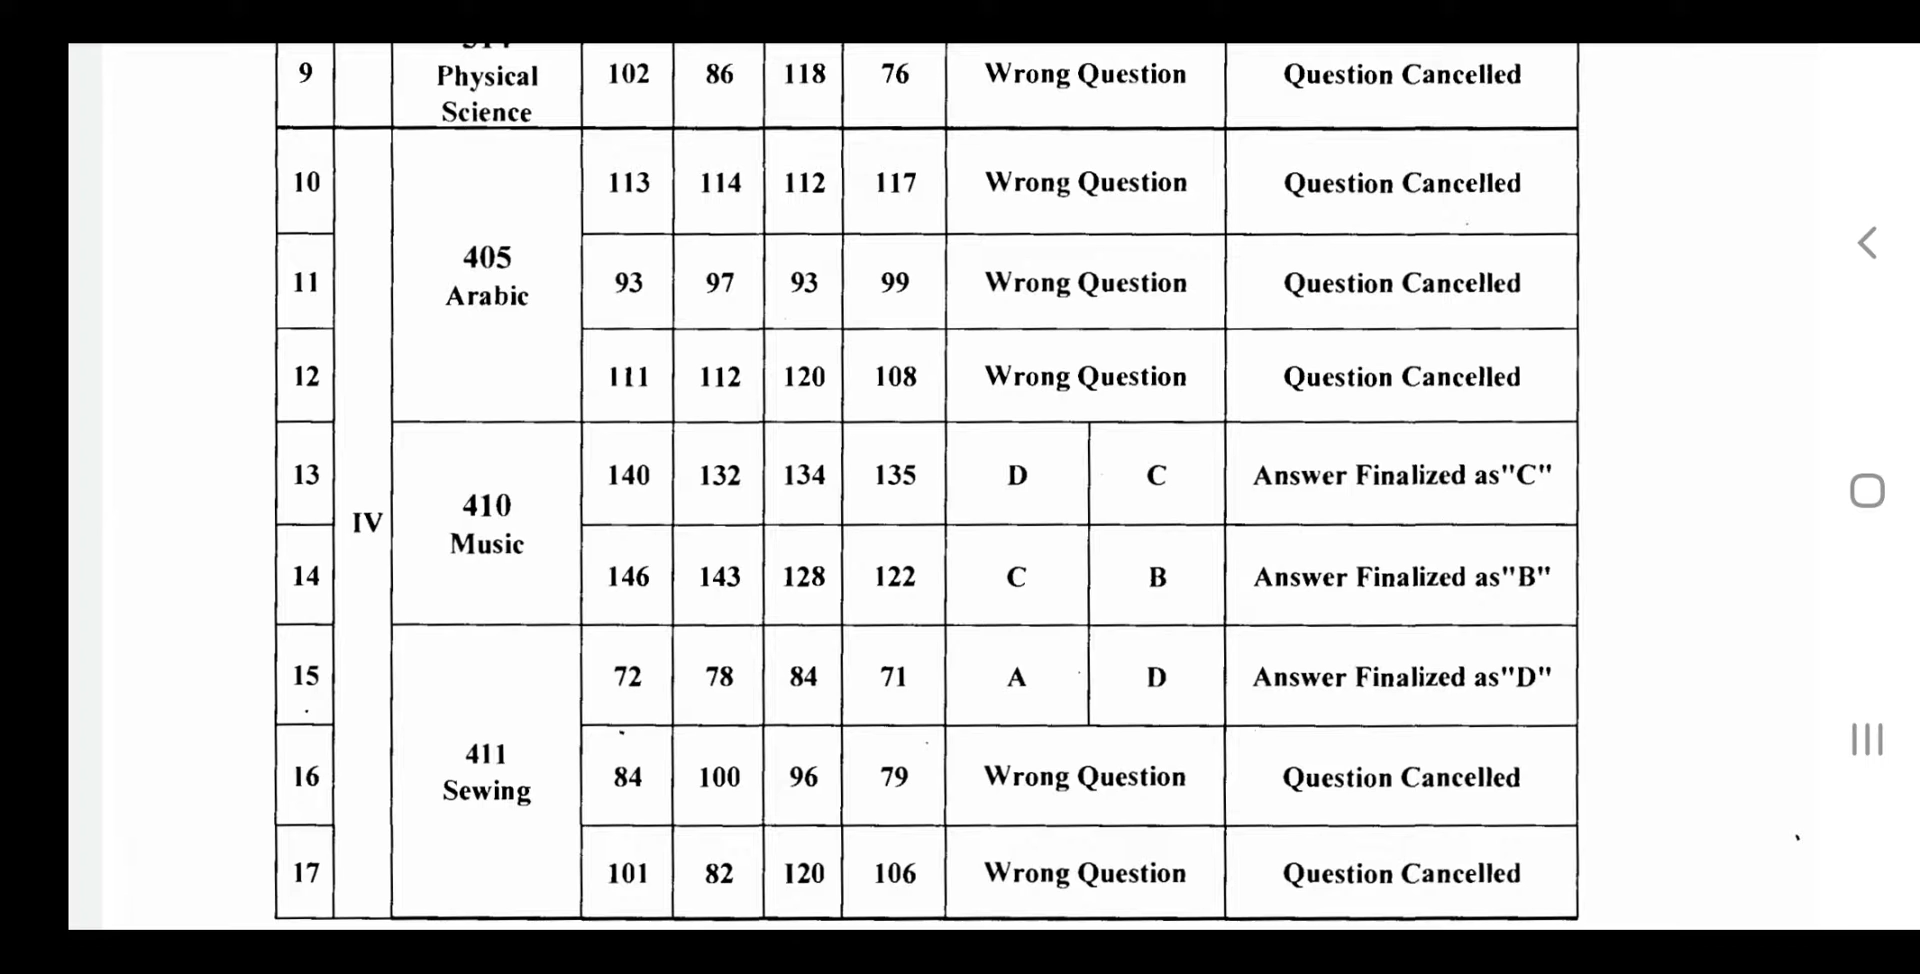 9 102 86 118 76 Wrong Question Question Cancelled
Physical
Science
10 113 114 112 117 Wrong Question Question Cancelled
405
Arabic
11 93 97 93 99 Wrong Question Question Cancelled
12 111 112 120 108 Wrong Question Question Cancelled
IV
13 140 132 134 135 D C Answer Finalized as"C"
410
Music
14 146 143 128 122 C B Answer Finalized as"B"
15 72 78 84 71 A D Answer Finalized as"D"
411
Sewing
16 84 100 96 79 Wrong Question Question Cancelled
17 101 82 120 106 Wrong Question Question Cancelled